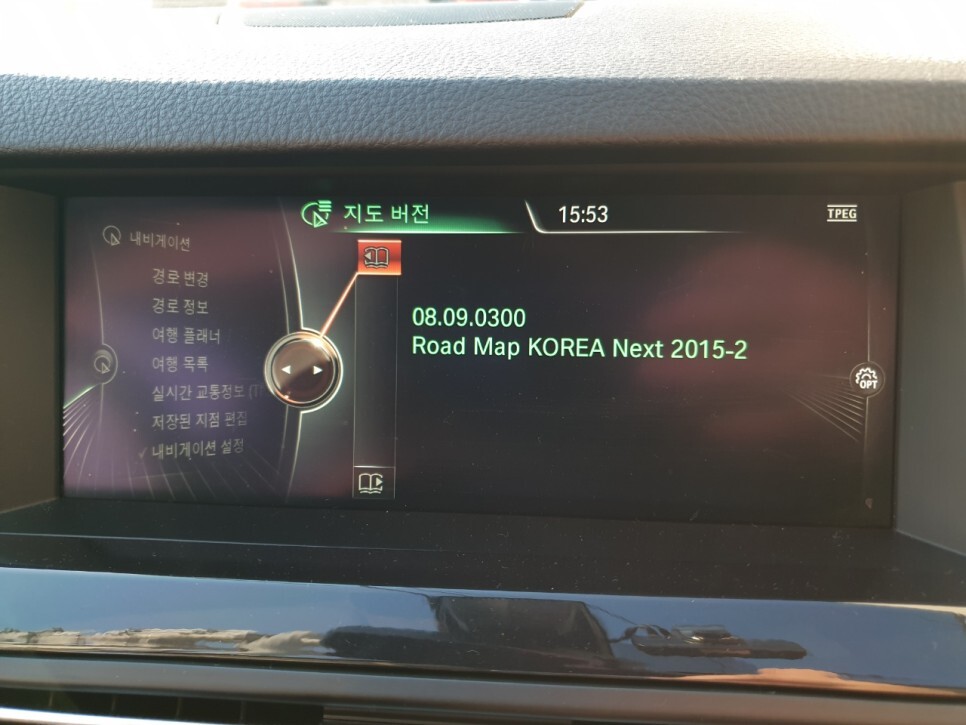 지도 버전
15:53
TPEG
내비게이션
경로 변경
경로 정보
여행 플래너
여행 목록
실시간 교통정보 (T
저장된 지점 편집
내비게이션 설정
08.09.0300
Road Map KOREA Next 2015-2
OPT